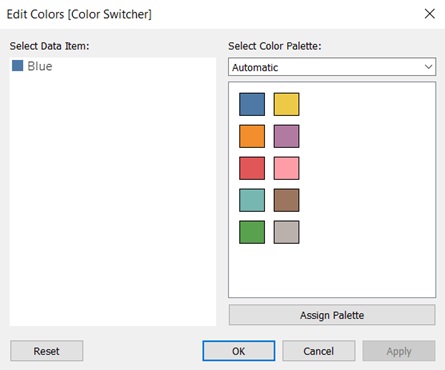 Edit Colors [Color Switcher]
Select Data Item:
Blue
Select Color Palette:
Automatic
Assign Palette
Reset
OK
Cancel
Apply